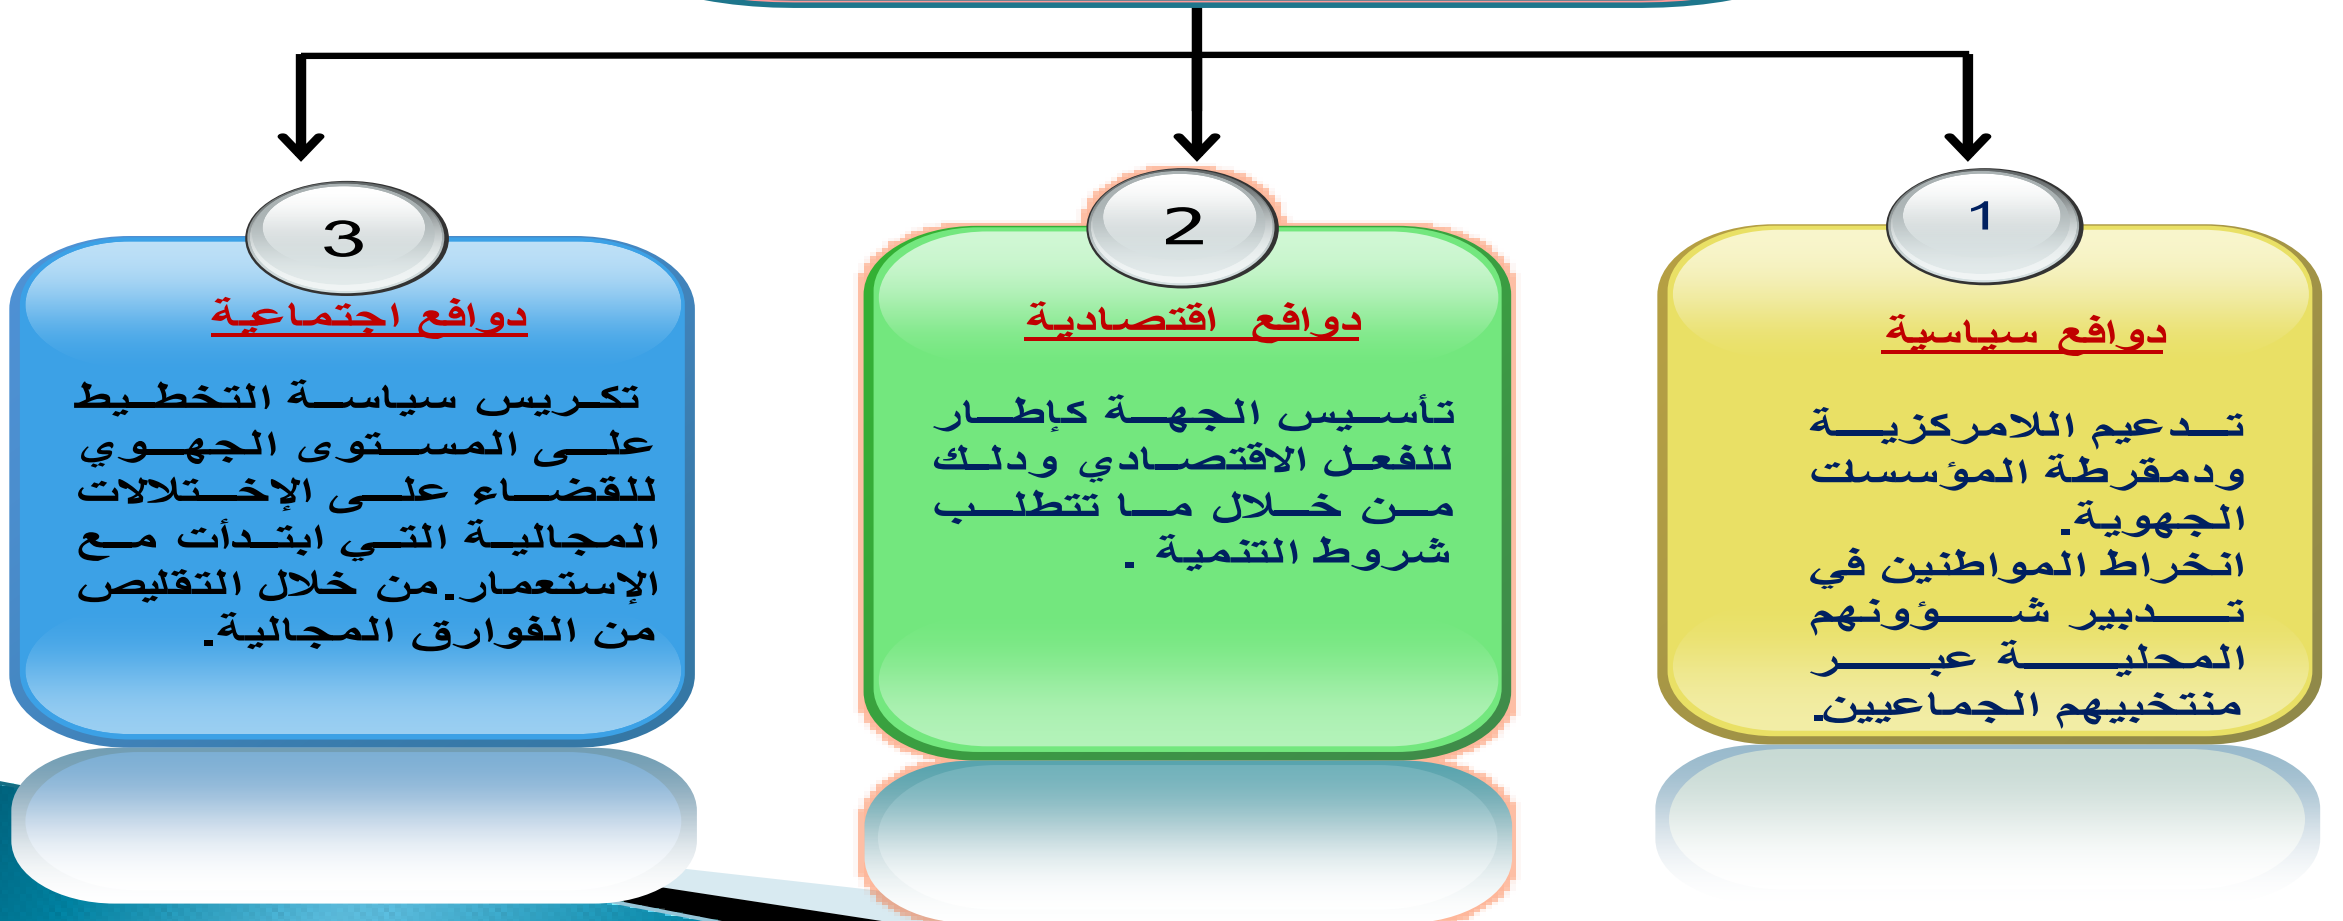 1
دوافع سياسية
تدعيم اللامركزية
ودمقرطة المؤسسات
الجهوية.
انخراط المواطنين في
تدبير شؤونهم
المحلية عبر
منتخبيهم الجماعيين.
2
دوافع اقتصادية
تأسيس الجهة كإطار
للفعل الاقتصادي ودلك
من خلال ما تتطلب
شروط التنمية .
3
دوافع اجتماعية
تكريس سياسة التخطيط
على المستوى الجهوي
للقضاء على الإختلالات
المجالية التي ابتدأت مع
الإستعمار.من خلال التقليص
من الفوارق المجالية.